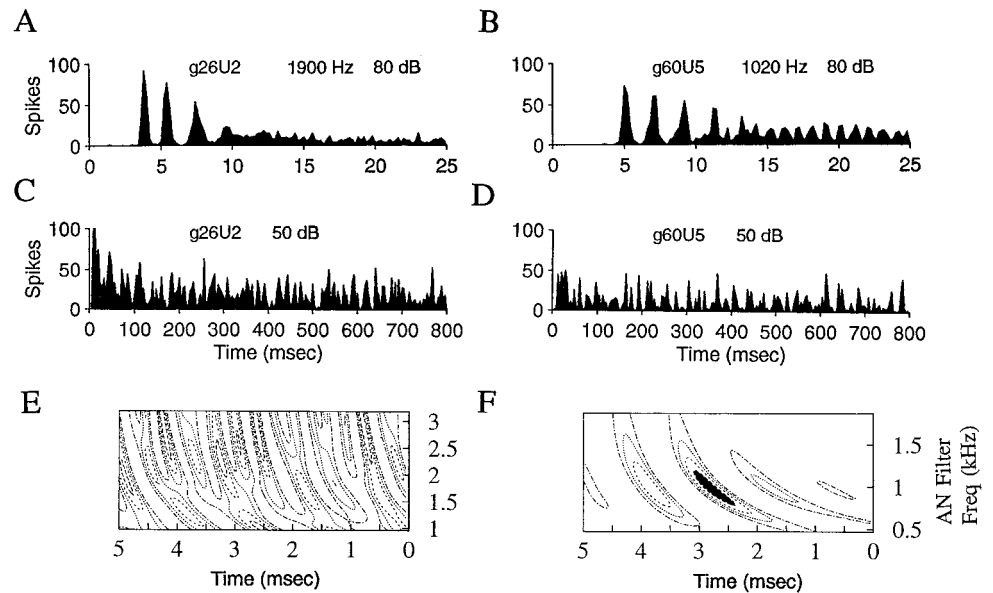 A
g26U2 1900 Hz 80 dB
Spikes
100
50
0
0 5 10 15 20 25
B
g60U5 1020 Hz 80 dB
100
50
0
0 5 10 15 20 25
C
g26U2 50 dB
Spikes
100
50
0
0 100 200 300 400 500 600 700 800
Time (msec)
D
g60U5 50 dB
100
50
0
0 100 200 300 400 500 600 700 800
Time (msec)
E
3
2.5
2
1.5
1
5 4 3 2 1 0
Time (msec)
F
1.5
1
0.5
AN Filter
Freq (kHz)
5 4 3 2 1 0
Time (msec)